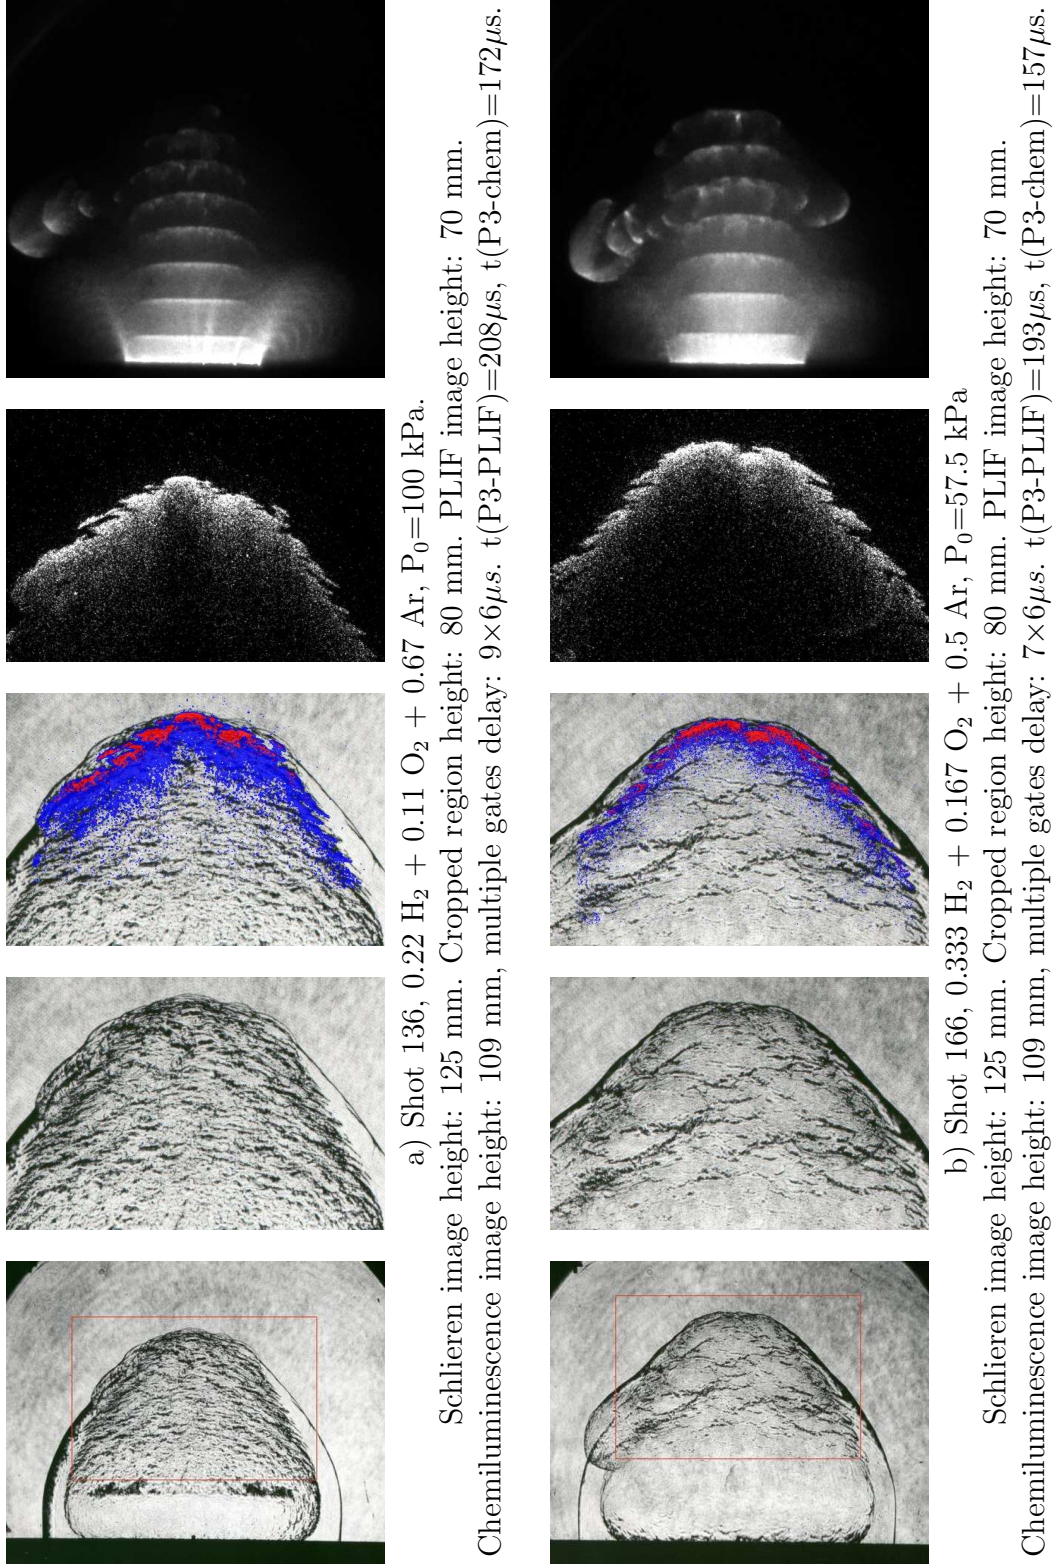 a) Shot 136, 0.22 H₂ + 0.11 O₂ + 0.67 Ar, P₀=100 kPa.
Schlieren image height: 125 mm. Cropped region height: 80 mm. PLIF image height: 70 mm.
Chemiluminescence image height: 109 mm, multiple gates delay: 9×6μs. t(P3-PLIF)=208μs, t(P3-chem)=172μs.
b) Shot 166, 0.333 H₂ + 0.167 O₂ + 0.5 Ar, P₀=57.5 kPa
Schlieren image height: 125 mm. Cropped region height: 80 mm. PLIF image height: 70 mm.
Chemiluminescence image height: 109 mm, multiple gates delay: 7×6μs. t(P3-PLIF)=193μs, t(P3-chem)=157μs.